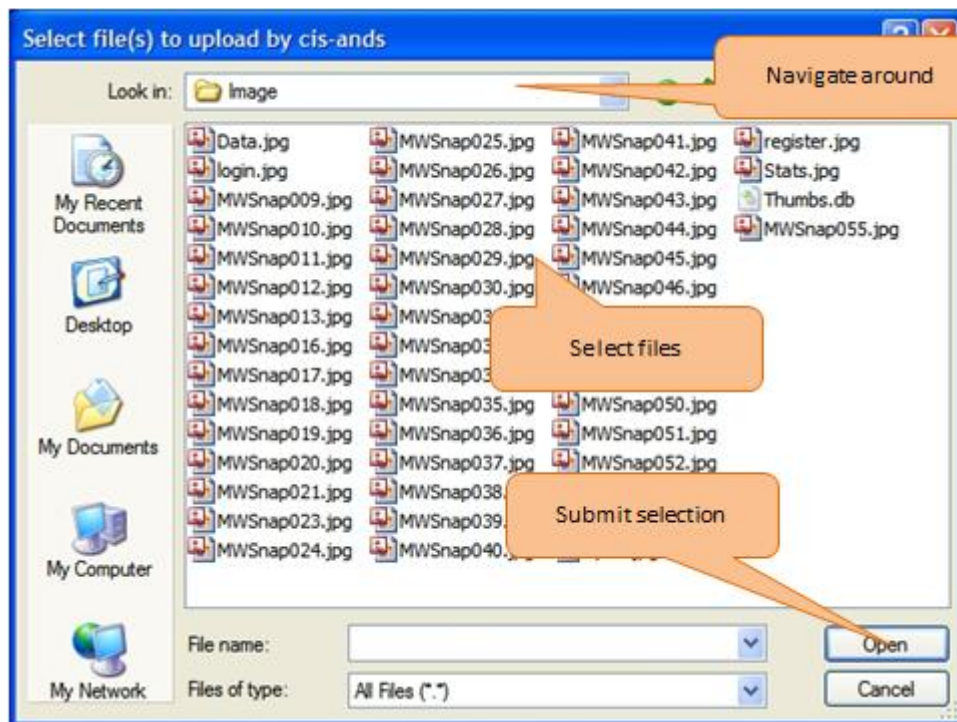 Select file(s) to upload by cis-ands
Navigate around
Look in:
Image
My Recent
Documents
Desktop
My Documents
My Computer
My Network
Data.jpg
login.jpg
MWSnap009.jpg
MWSnap010.jpg
MWSnap011.jpg
MWSnap012.jpg
MWSnap013.jpg
MWSnap016.jpg
MWSnap017.jpg
MWSnap018.jpg
MWSnap019.jpg
MWSnap020.jpg
MWSnap021.jpg
MWSnap023.jpg
MWSnap024.jpg
MWSnap025.jpg
MWSnap026.jpg
MWSnap027.jpg
MWSnap028.jpg
MWSnap029.jpg
MWSnap030.jpg
MWSnap035.jpg
MWSnap036.jpg
MWSnap037.jpg
MWSnap038.
MWSnap039.
MWSnap040.jpg
MWSnap041.jpg
MWSnap042.jpg
MWSnap043.jpg
MWSnap044.jpg
MWSnap045.jpg
MWSnap046.jpg
MWSnap050.jpg
MWSnap051.jpg
MWSnap052.jpg
register.jpg
Stats.jpg
Thumbs.db
MWSnap055.jpg
Select files
Submit selection
File name:
Open
Files of type:
All Files (*.*)
Cancel